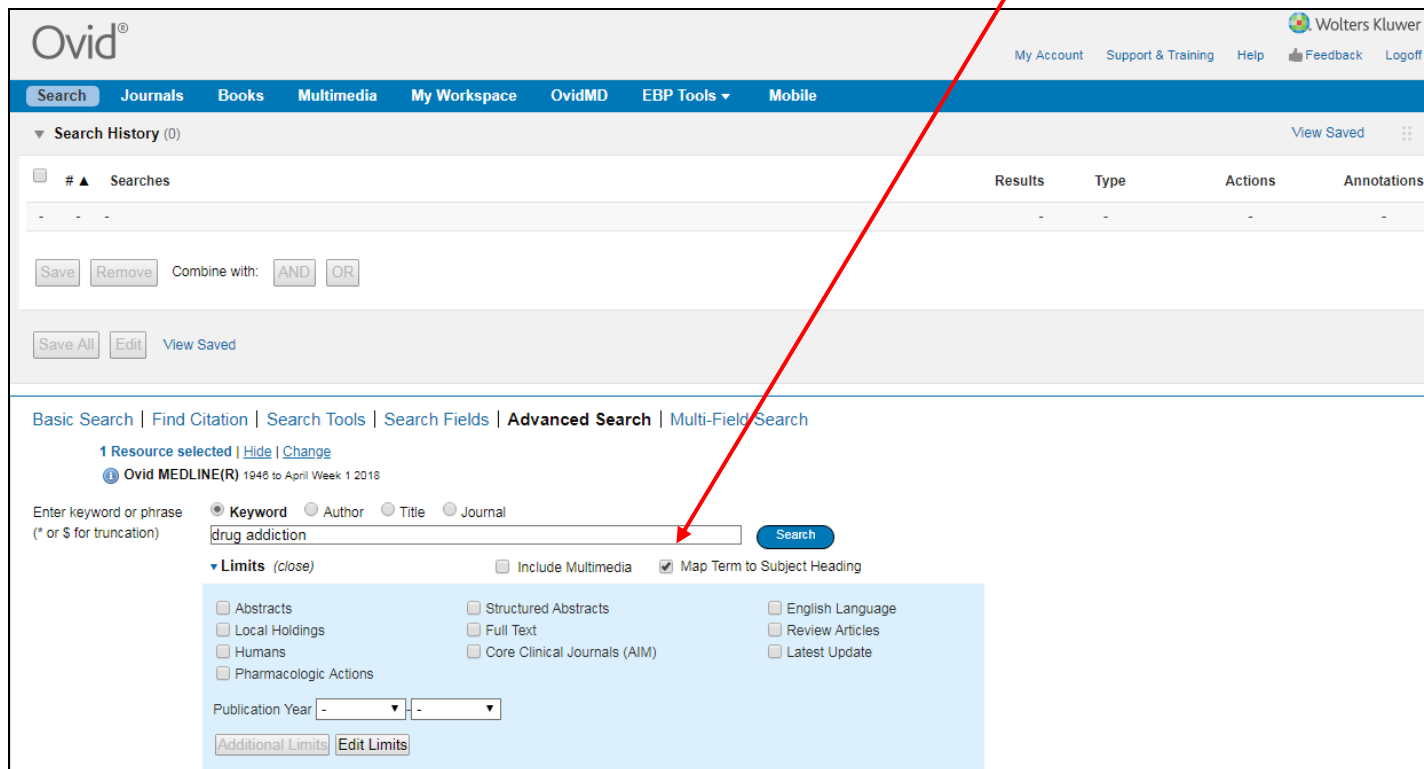 Ovid®
Wolters Kluwer
My Account Support & Training Help Feedback Logoff
Search Journals Books Multimedia My Workspace OvidMD EBP Tools ▾ Mobile
▼ Search History (0) View Saved
# ▲ Searches Results Type Actions Annotations
- - - - - - -
Save Remove Combine with: AND OR
Save All Edit View Saved
Basic Search | Find Citation | Search Tools | Search Fields | Advanced Search | Multi-Field Search
1 Resource selected | Hide | Change
Ovid MEDLINE(R) 1946 to April Week 1 2018
Enter keyword or phrase Keyword Author Title Journal
(* or $ for truncation) drug addiction Search
▾ Limits (close) Include Multimedia Map Term to Subject Heading
Abstracts Structured Abstracts English Language
Local Holdings Full Text Review Articles
Humans Core Clinical Journals (AIM) Latest Update
Pharmacologic Actions
Publication Year - - -
Additional Limits Edit Limits